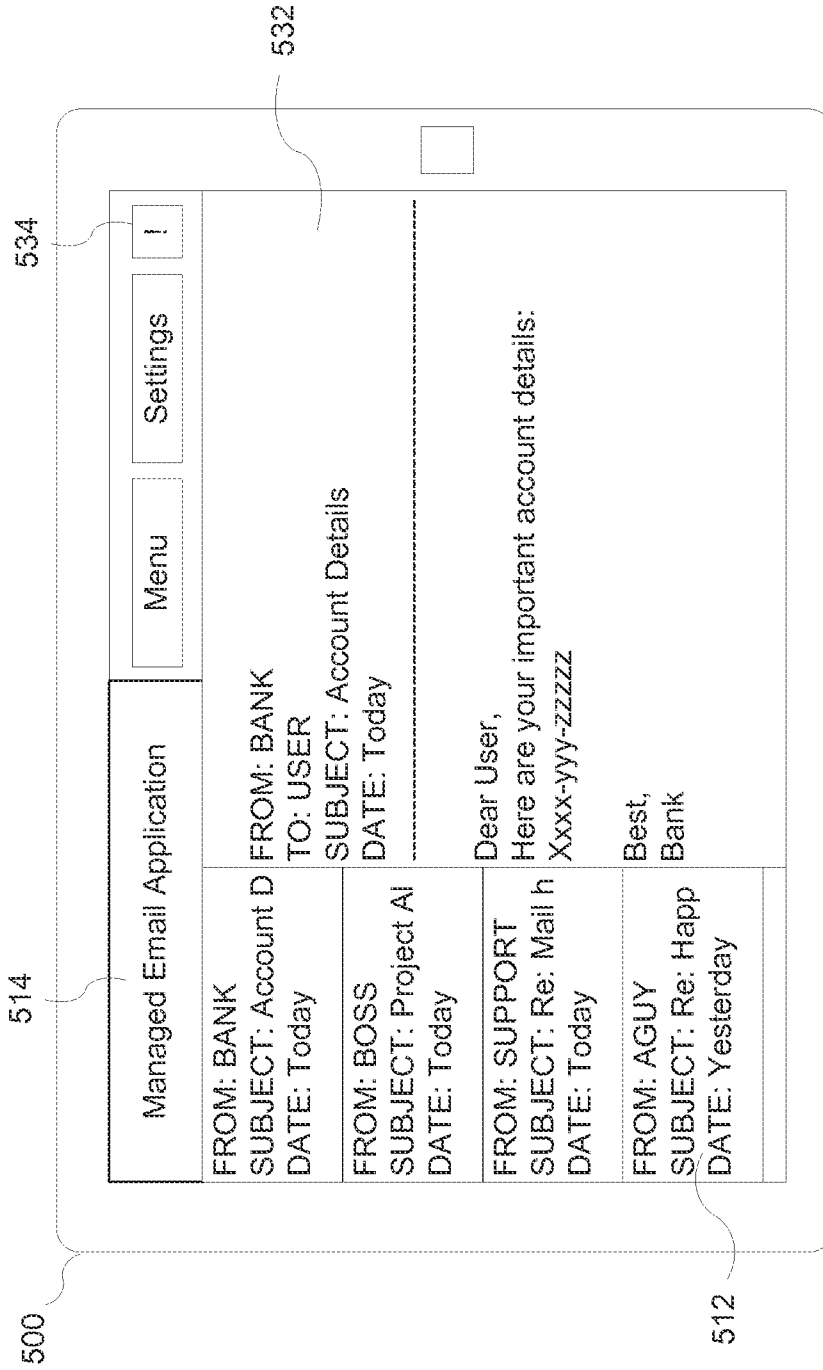 500
514
534
532
512
Managed Email Application
Menu
Settings
!
FROM: BANK
SUBJECT: Account D
DATE: Today
FROM: BOSS
SUBJECT: Project Al
DATE: Today
FROM: SUPPORT
SUBJECT: Re: Mail h
DATE: Today
FROM: AGUY
SUBJECT: Re: Happ
DATE: Yesterday
FROM: BANK
TO: USER
SUBJECT: Account Details
DATE: Today
Dear User,
Here are your important account details:
Xxxx-yyy-zzzzz
Best,
Bank